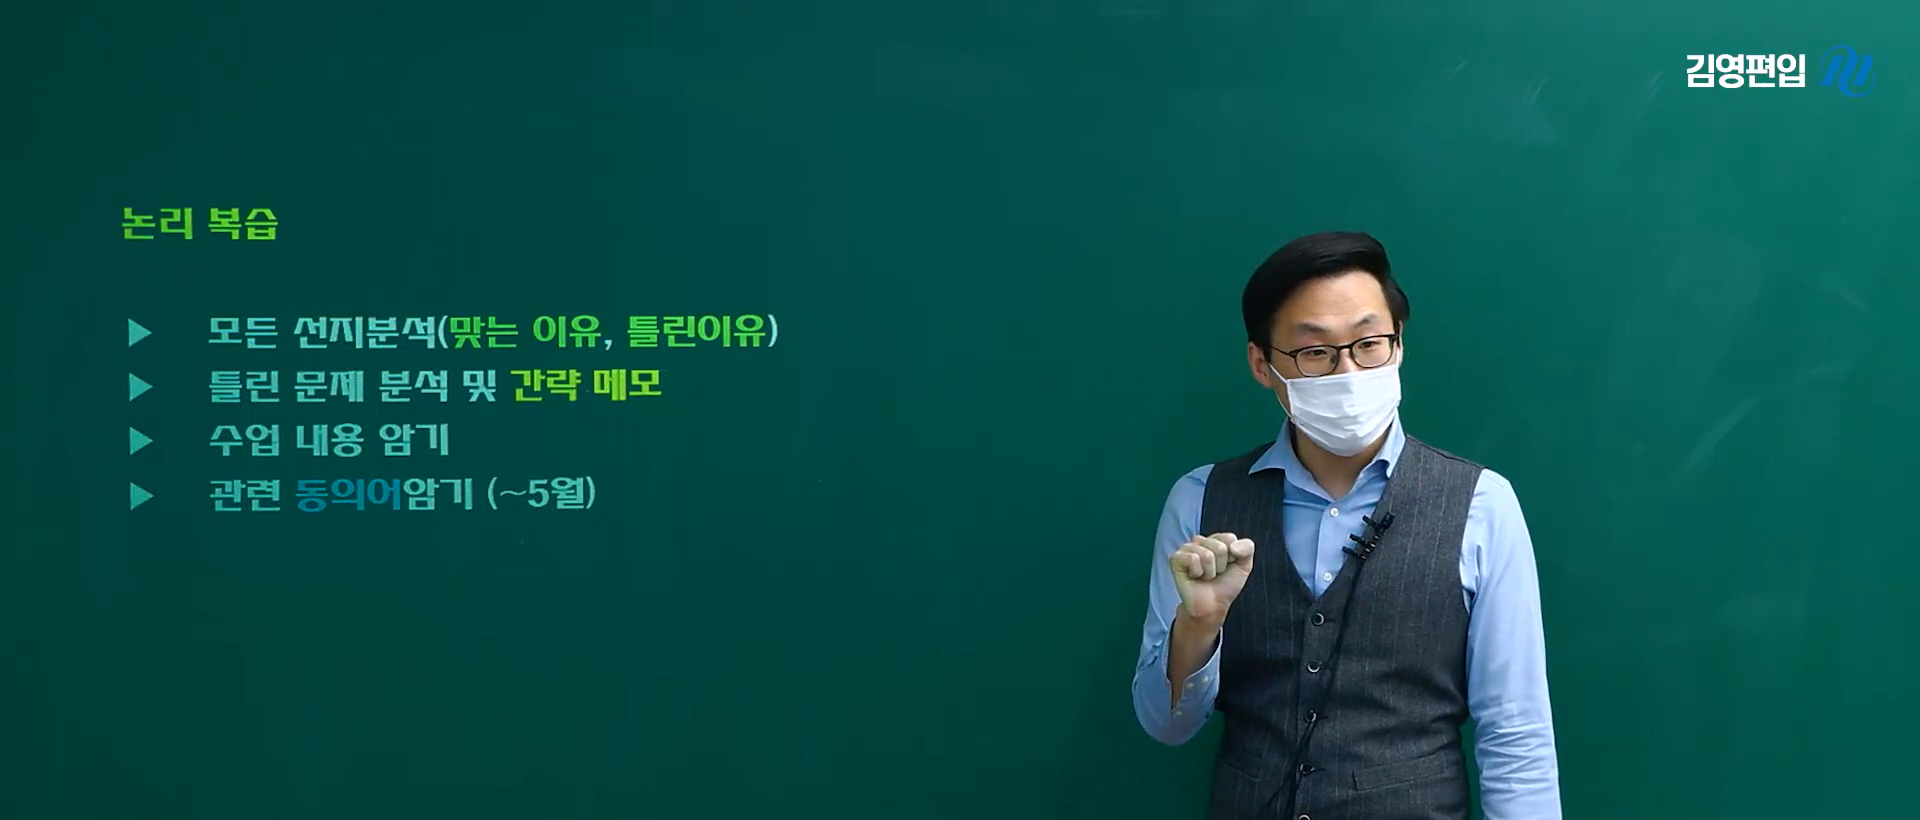 김영편입
논리 복습
▶ 모든 선지분석(맞는 이유, 틀린이유)
▶ 틀린 문제 분석 및 간략 메모
▶ 수업 내용 암기
▶ 관련 동의어암기 (~5월)